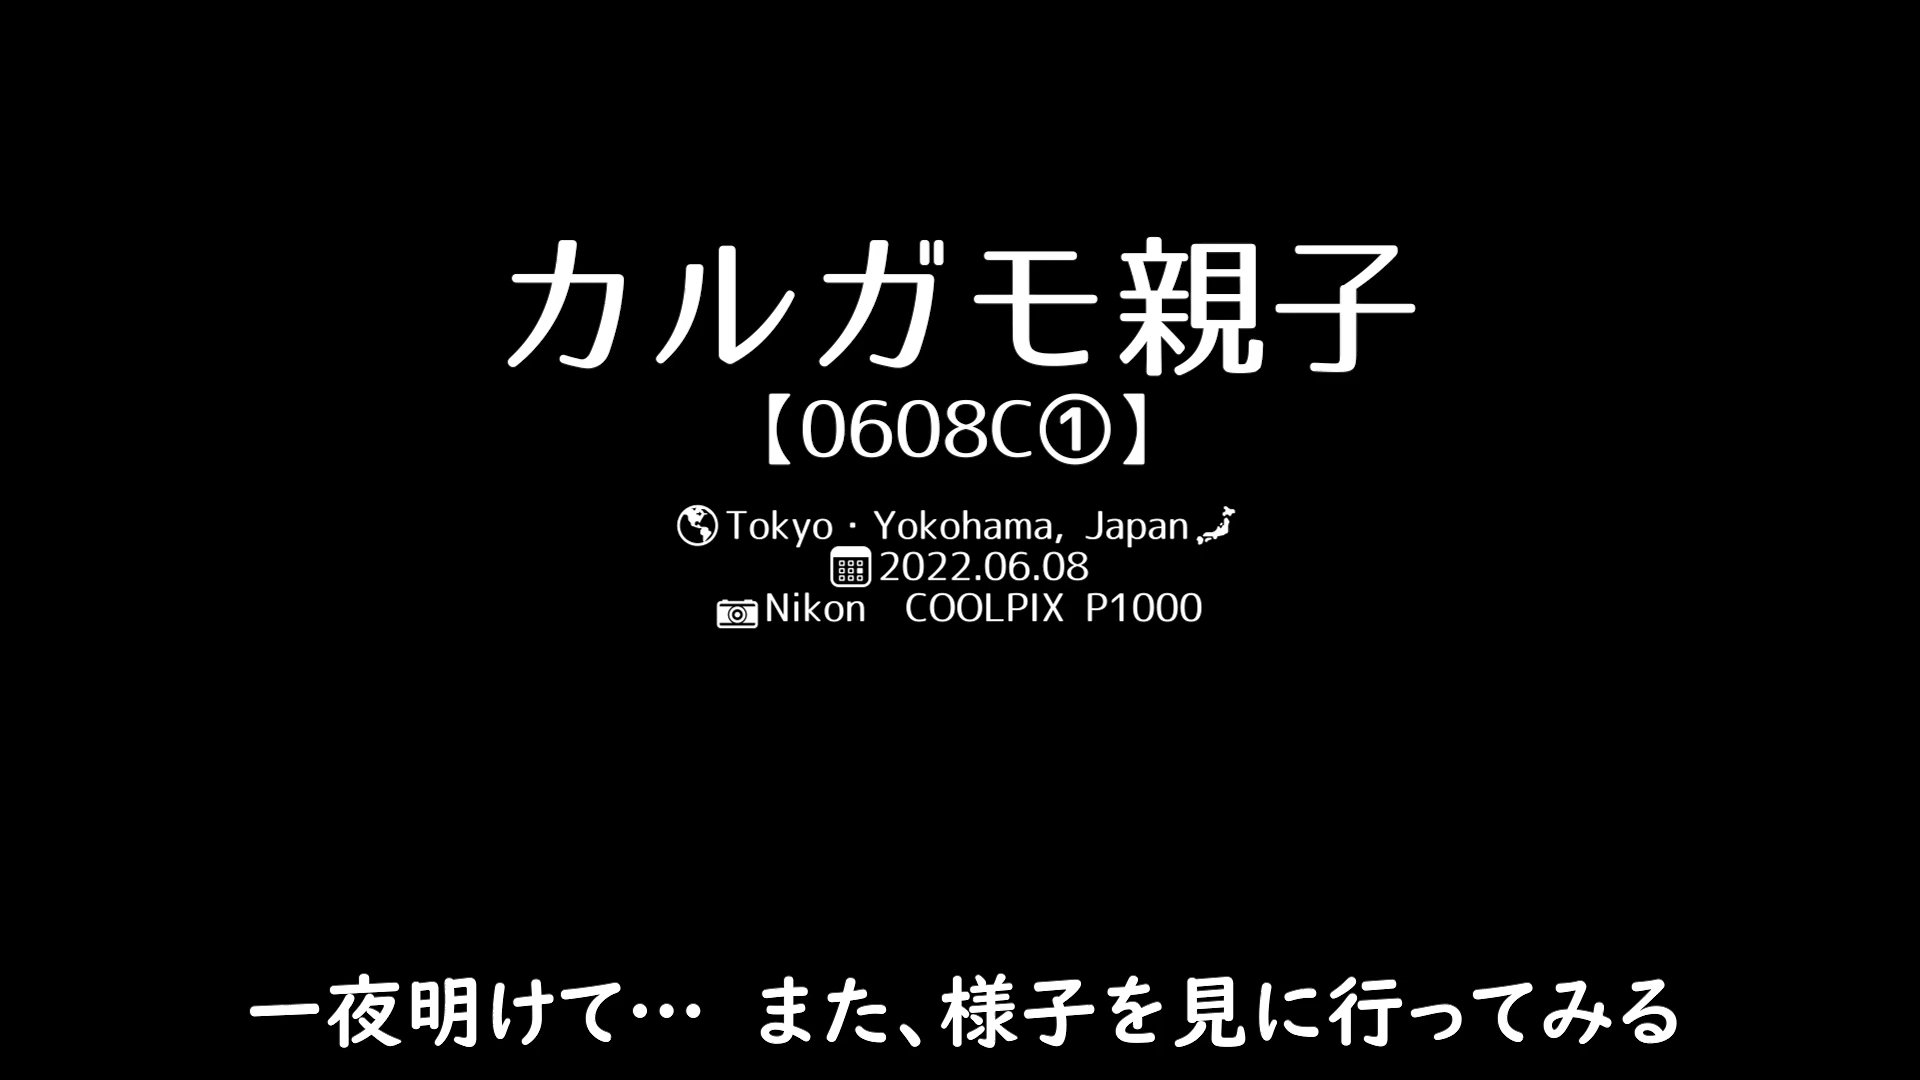 カルガモ親子
【0608C①】
Tokyo・Yokohama, Japan
2022.06.08
Nikon　COOLPIX P1000
一夜明けて…　また、様子を見に行ってみる